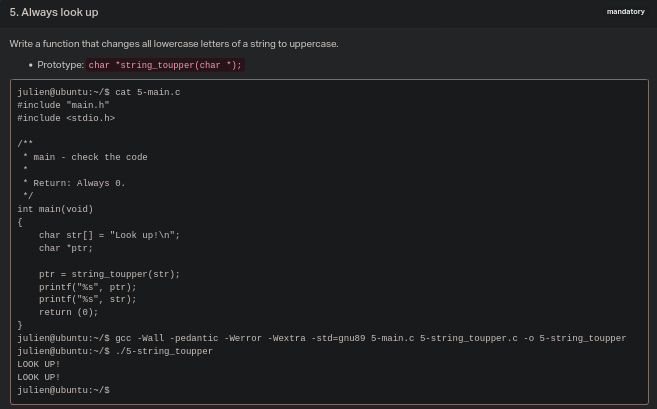 5. Always look up
mandatory
Write a function that changes all lowercase letters of a string to uppercase.
• Prototype: char *string_toupper(char *);
julien@ubuntu:~/$ cat 5-main.c
#include "main.h"
#include <stdio.h>
/**
 * main - check the code
 *
 * Return: Always 0.
 */
int main(void)
{
    char str[] = "Look up!\n";
    char *ptr;
    ptr = string_toupper(str);
    printf("%s", ptr);
    printf("%s", str);
    return (0);
}
julien@ubuntu:~/$ gcc -Wall -pedantic -Werror -Wextra -std=gnu89 5-main.c 5-string_toupper.c -o 5-string_toupper
julien@ubuntu:~/$ ./5-string_toupper
LOOK UP!
LOOK UP!
julien@ubuntu:~/$